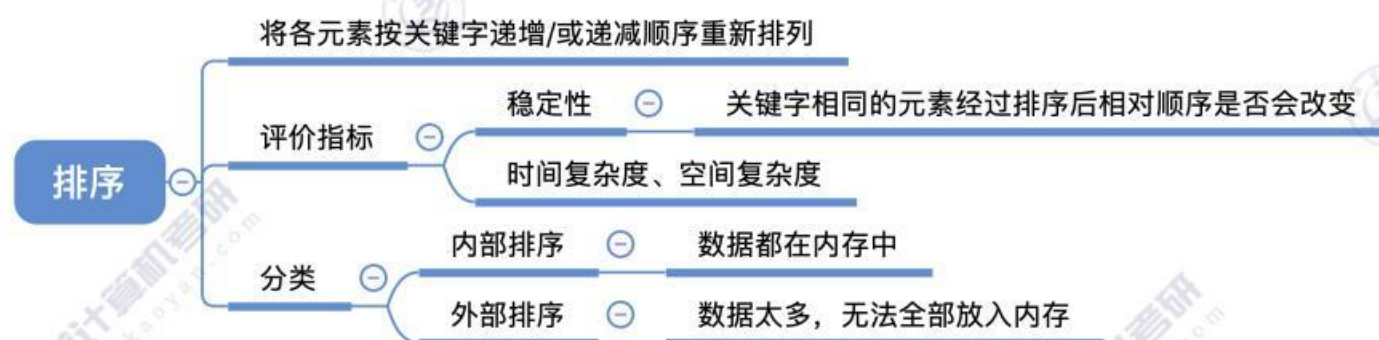 将各元素按关键字递增/或递减顺序重新排列
稳定性
关键字相同的元素经过排序后相对顺序是否会改变
评价指标
时间复杂度、空间复杂度
排序
内部排序
数据都在内存中
分类
外部排序
数据太多，无法全部放入内存